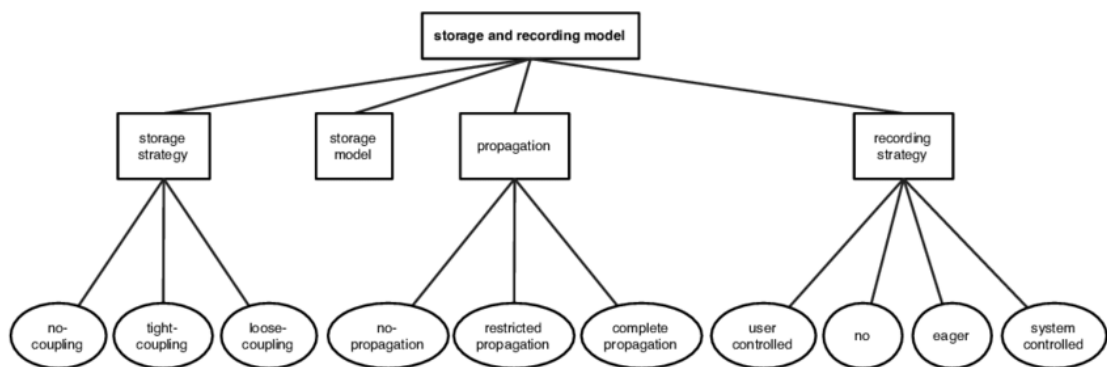 storage and recording model
storage
strategy
storage
model
propagation
recording
strategy
no-
coupling
tight-
coupling
loose-
coupling
no-
propagation
restricted
propagation
complete
propagation
user
controlled
no
eager
system
controlled